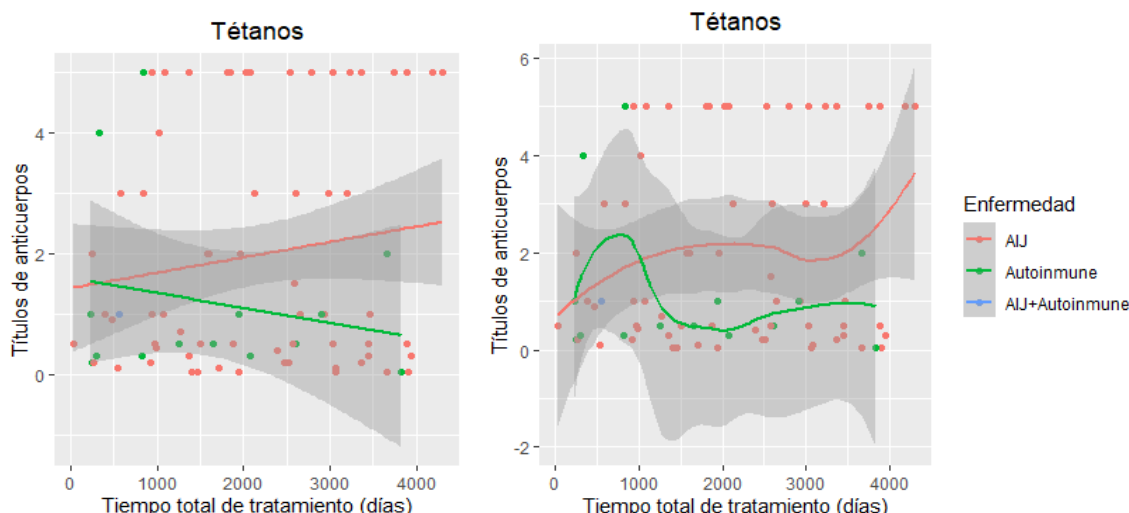 Tétanos
Títulos de anticuerpos
4
2
0
0 1000 2000 3000 4000
Tiempo total de tratamiento (días)
Tétanos
Títulos de anticuerpos
6
4
2
0
-2
0 1000 2000 3000 4000
Tiempo total de tratamiento (días)
Enfermedad
AIJ
Autoinmune
AIJ+Autoinmune